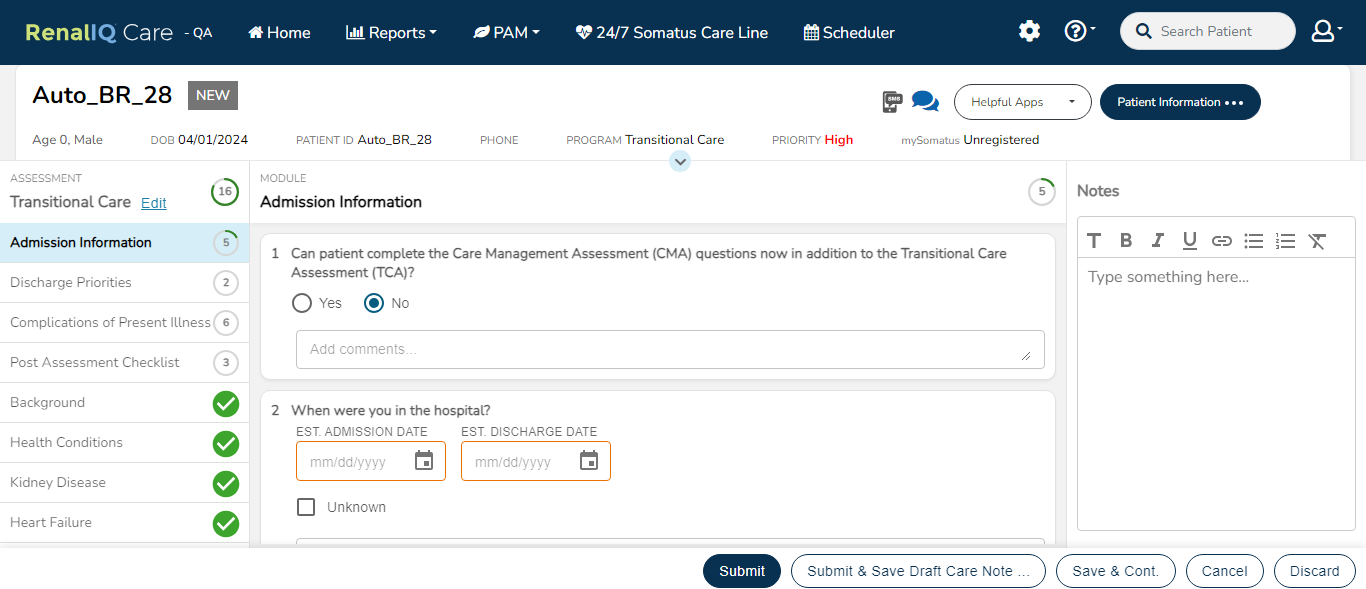 RenalIQ Care - QA Home Reports PAM 24/7 Somatus Care Line Scheduler Search Patient
Auto_BR_28 NEW
SMS Helpful Apps Patient Information •••
Age 0, Male DOB 04/01/2024 PATIENT ID Auto_BR_28 PHONE PROGRAM Transitional Care PRIORITY High mySomatus Unregistered
ASSESSMENT
Transitional Care Edit 16
Admission Information 5
Discharge Priorities 2
Complications of Present Illness 6
Post Assessment Checklist 3
Background
Health Conditions
Kidney Disease
Heart Failure
MODULE
Admission Information 5
1 Can patient complete the Care Management Assessment (CMA) questions now in addition to the Transitional Care
Assessment (TCA)?
Yes No
Add comments...
2 When were you in the hospital?
EST. ADMISSION DATE EST. DISCHARGE DATE
mm/dd/yyyy mm/dd/yyyy
Unknown
Notes
T B I U
Type something here...
Submit Submit & Save Draft Care Note ... Save & Cont. Cancel Discard